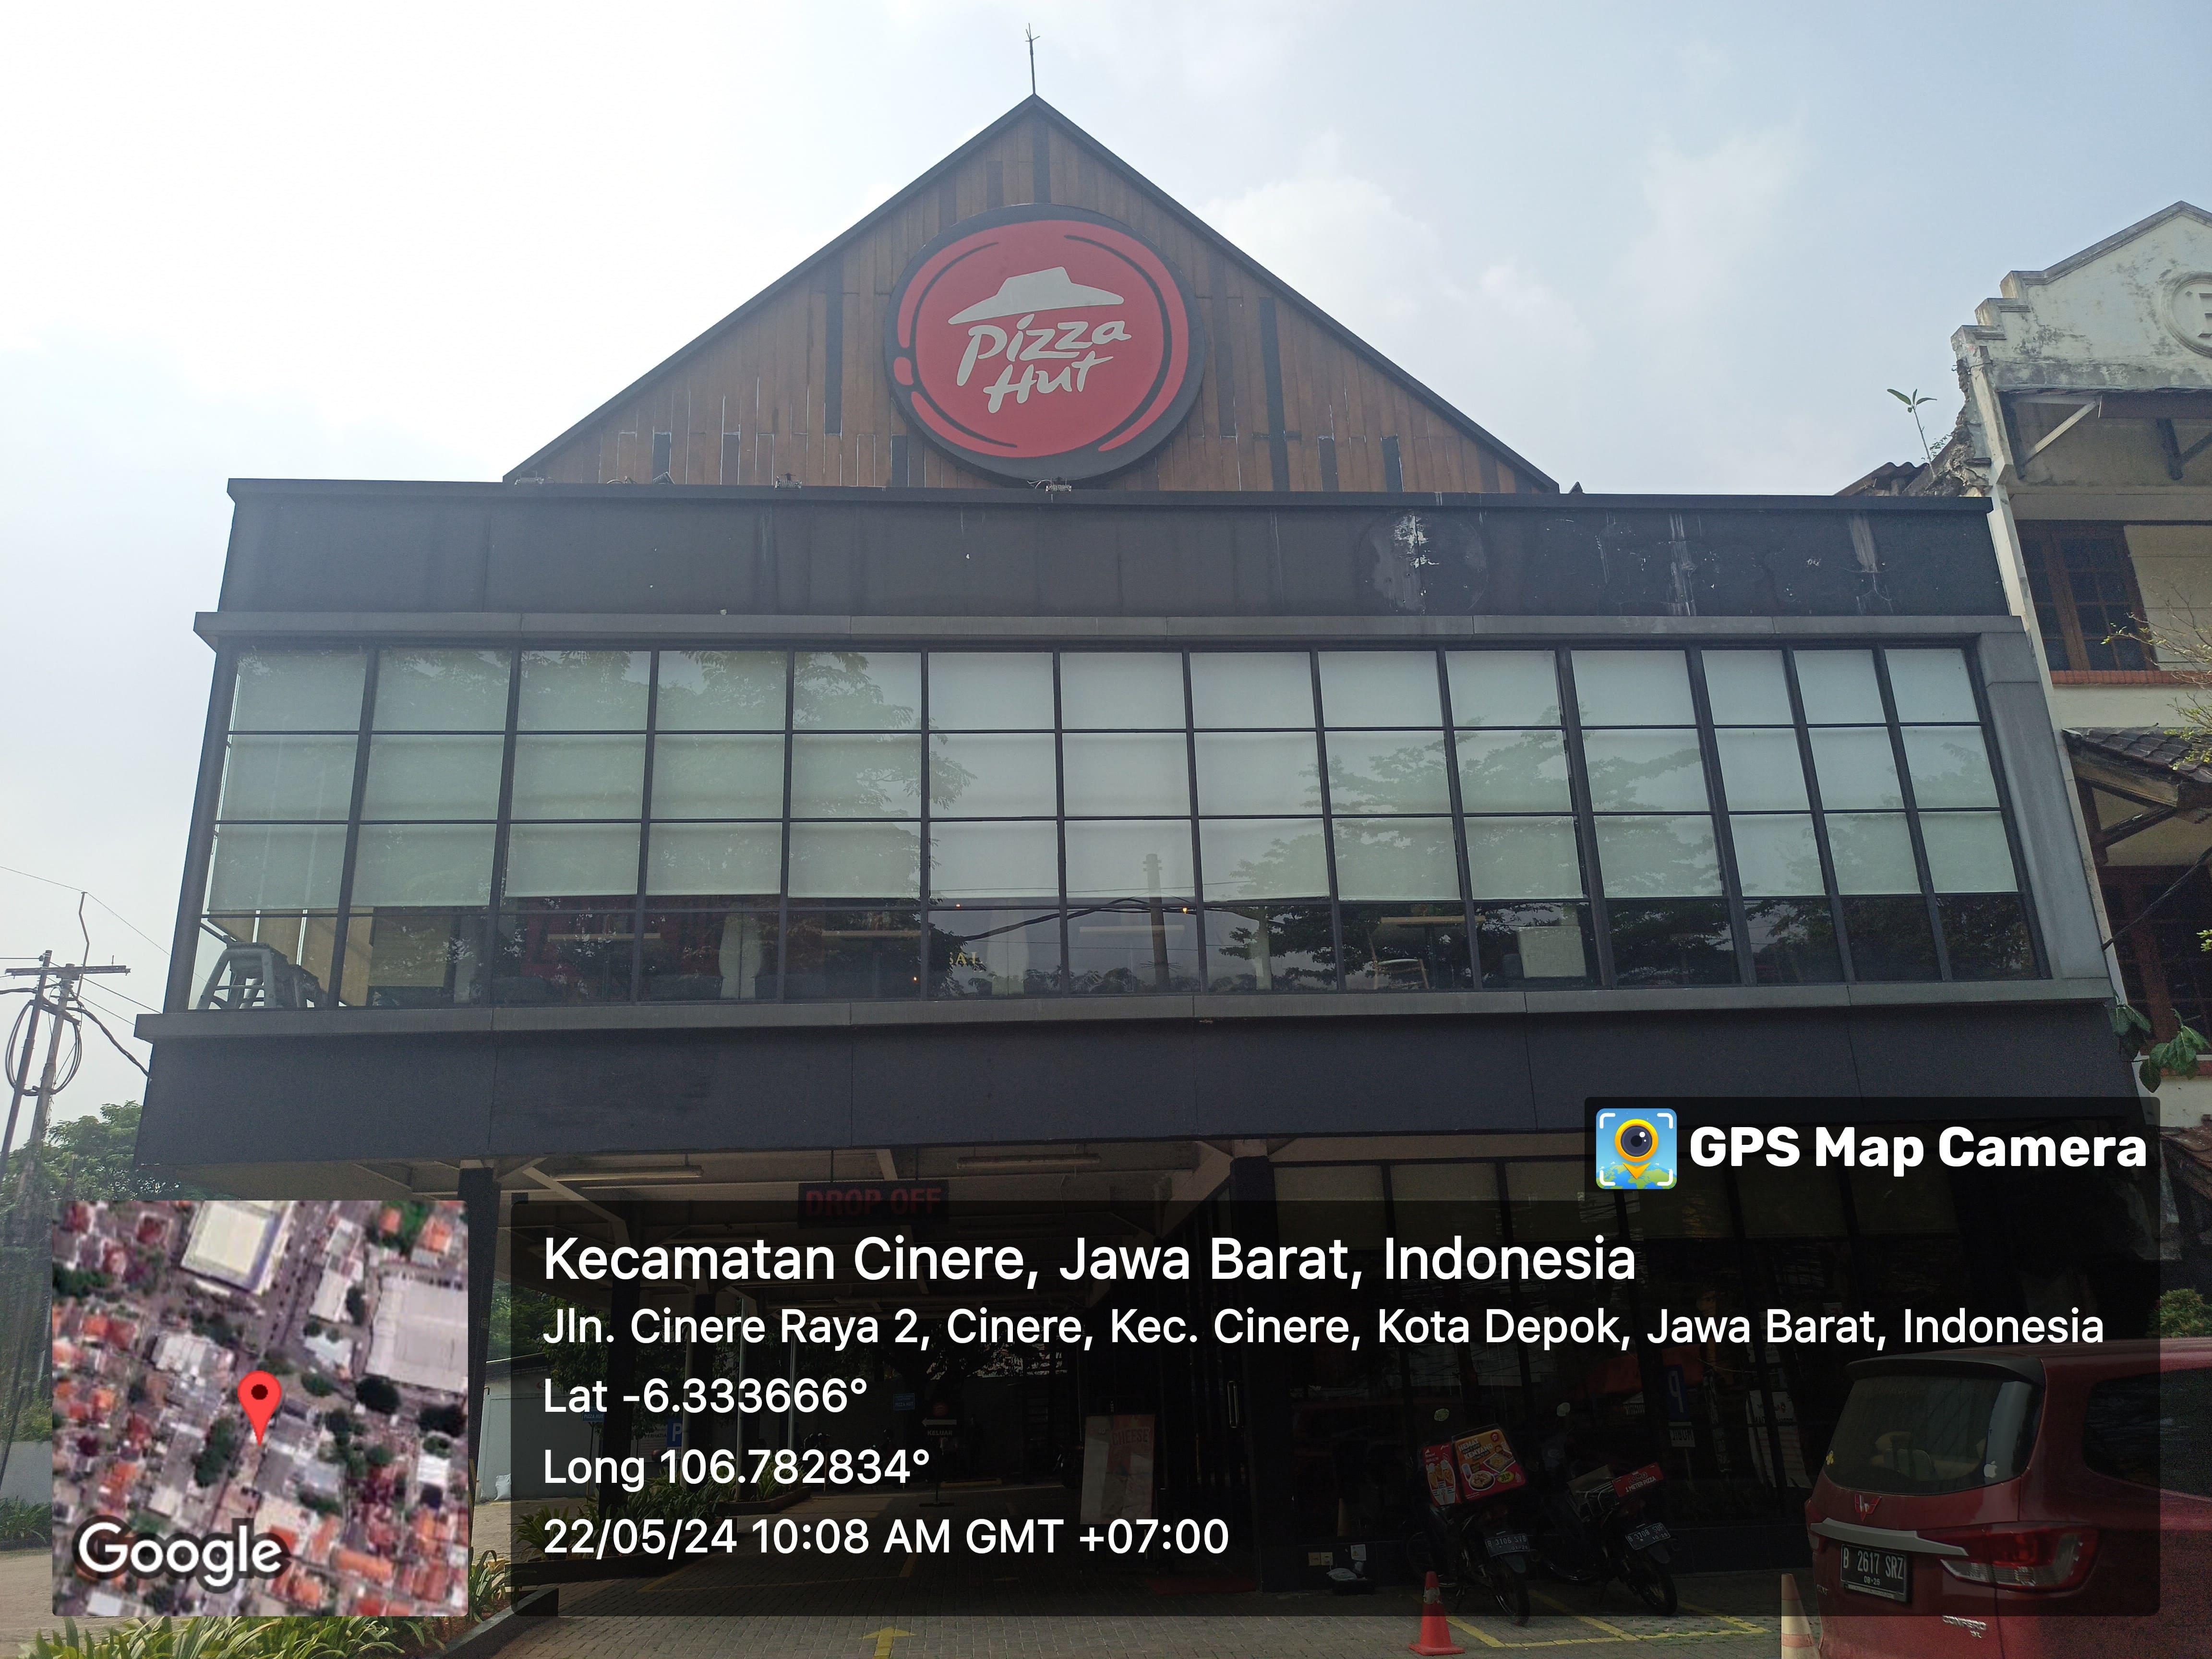 Pizza
Hut
DROP OFF
GPS Map Camera
Kecamatan Cinere, Jawa Barat, Indonesia
Jln. Cinere Raya 2, Cinere, Kec. Cinere, Kota Depok, Jawa Barat, Indonesia
Lat -6.333666°
Long 106.782834°
22/05/24 10:08 AM GMT +07:00
Google
P
KELUAR
P
B 2617 SRZ
CONFERO